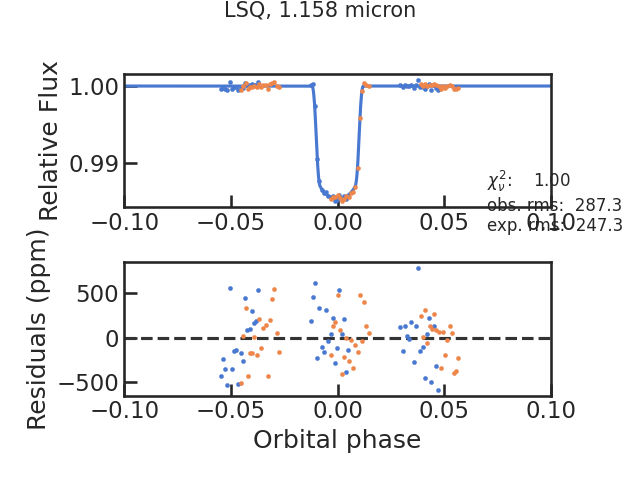 LSQ, 1.158 micron
Relative Flux
1.00
0.99
χ²ᵥ: 1.00
obs. rms: 287.3
exp. rms: 247.3
−0.10 −0.05 0.00 0.05 0.10
Residuals (ppm)
500
0
−500
−0.10 −0.05 0.00 0.05 0.10
Orbital phase